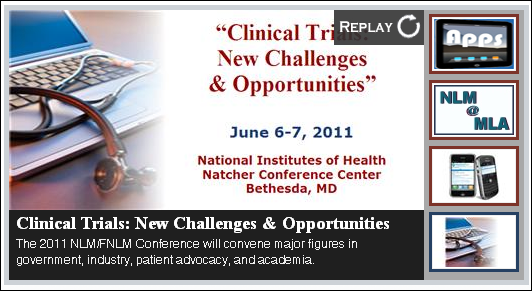 “Clinical Trials:
New Challenges
& Opportunities”
June 6-7, 2011
National Institutes of Health
Natcher Conference Center
Bethesda, MD
Clinical Trials: New Challenges & Opportunities
The 2011 NLM/FNLM Conference will convene major figures in
government, industry, patient advocacy, and academia.
REPLAY
Apps
NLM
@
MLA